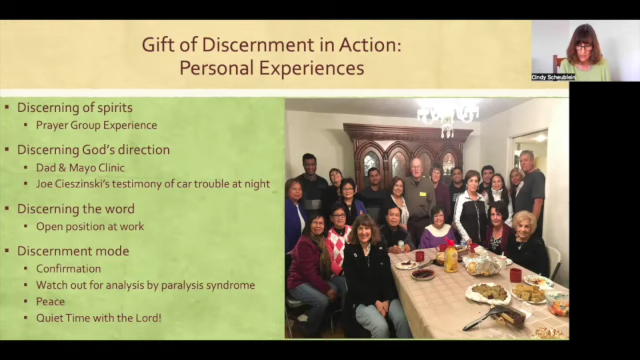 Gift of Discernment in Action:
Personal Experiences
Cindy Scheublein
Discerning of spirits
Prayer Group Experience
Discerning God's direction
Dad & Mayo Clinic
Joe Cieszinski's testimony of car trouble at night
Discerning the word
Open position at work
Discernment mode
Confirmation
Watch out for analysis by paralysis syndrome
Peace
Quiet Time with the Lord!